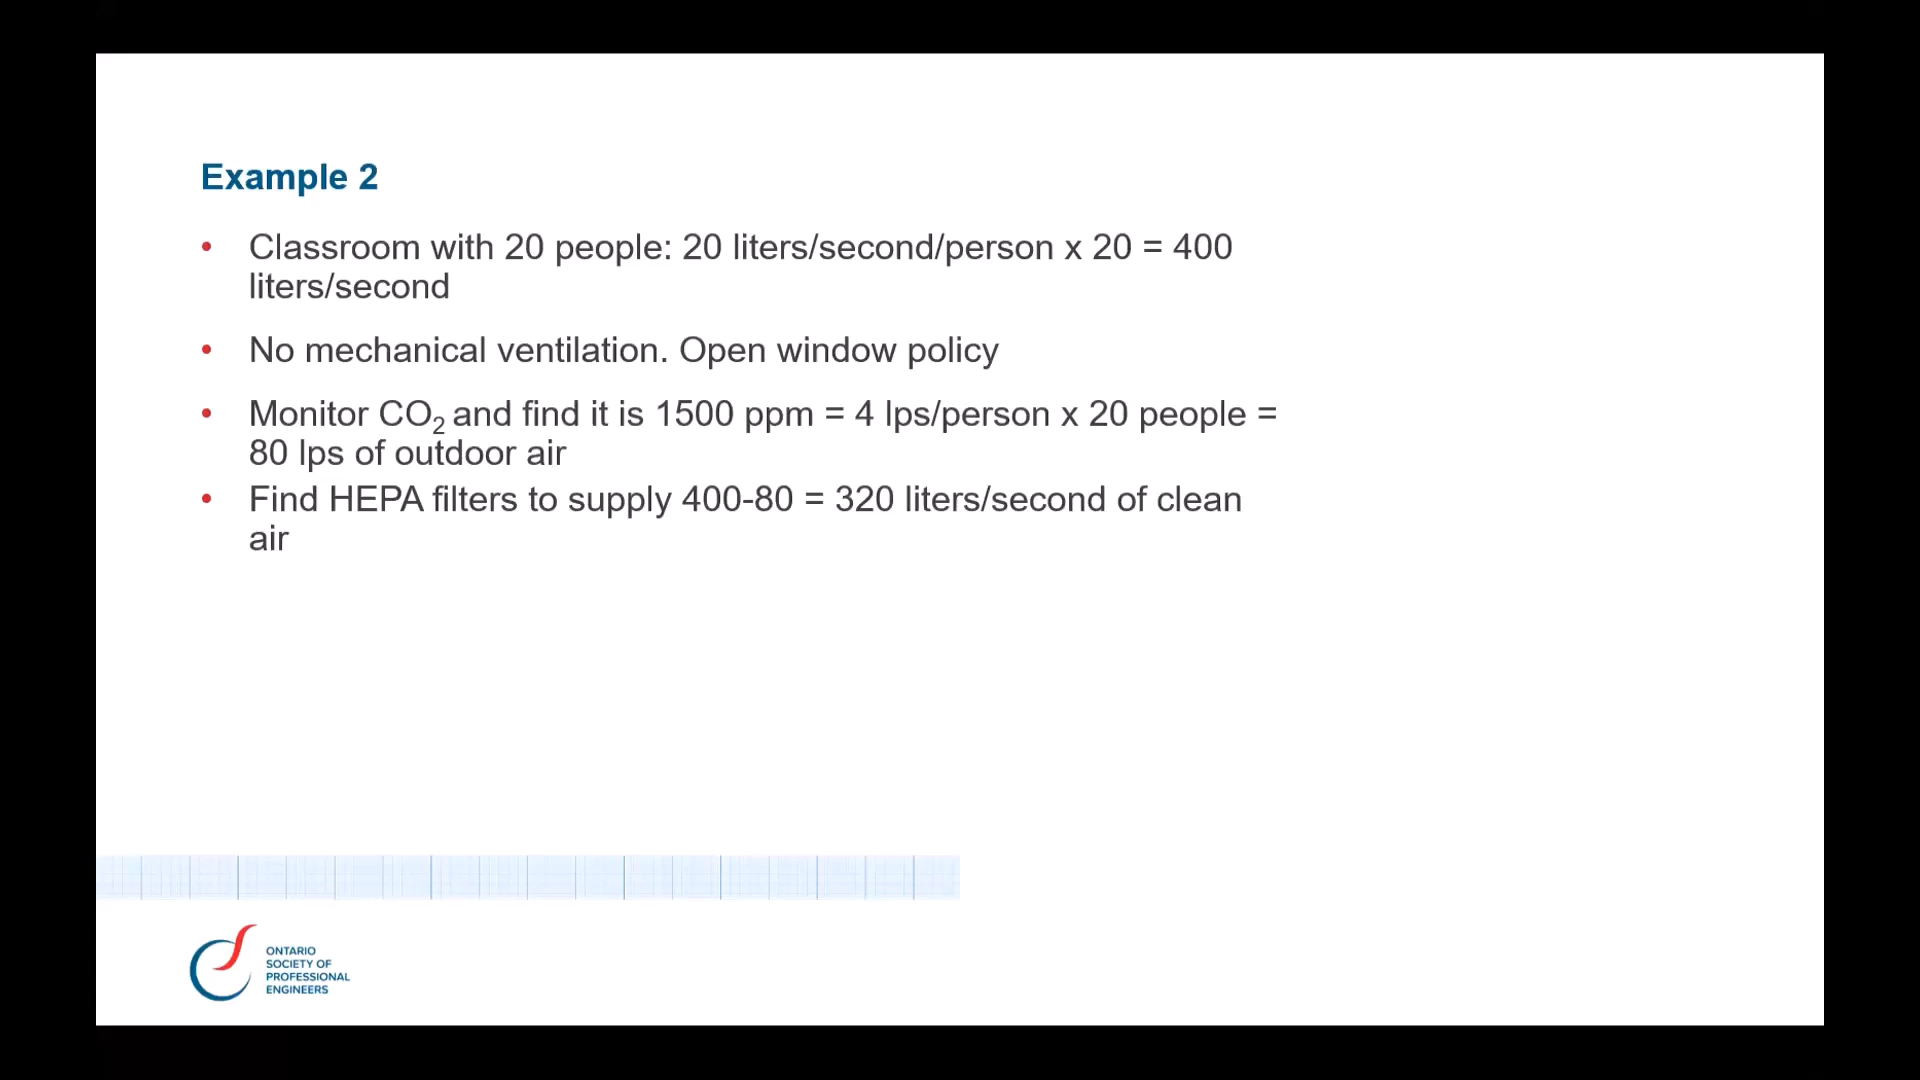 Example 2
• Classroom with 20 people: 20 liters/second/person x 20 = 400
liters/second
• No mechanical ventilation. Open window policy
• Monitor CO₂ and find it is 1500 ppm = 4 lps/person x 20 people =
80 lps of outdoor air
• Find HEPA filters to supply 400-80 = 320 liters/second of clean
air
ONTARIO
SOCIETY OF
PROFESSIONAL
ENGINEERS